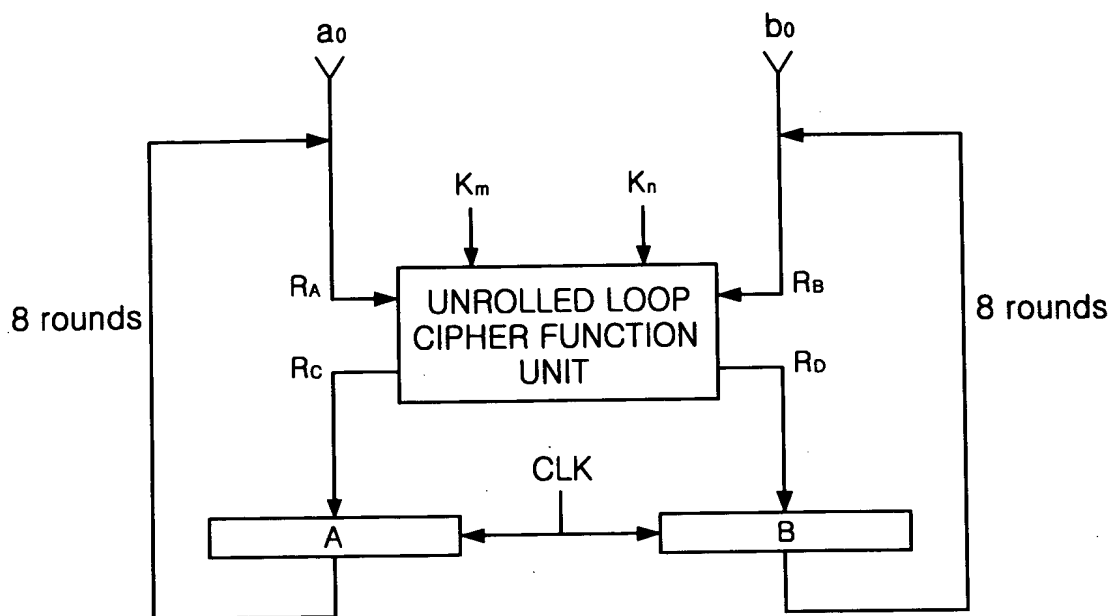 a0
b0
Km
Kn
RA
RB
UNROLLED LOOP
CIPHER FUNCTION
UNIT
8 rounds
8 rounds
RC
RD
CLK
A
B